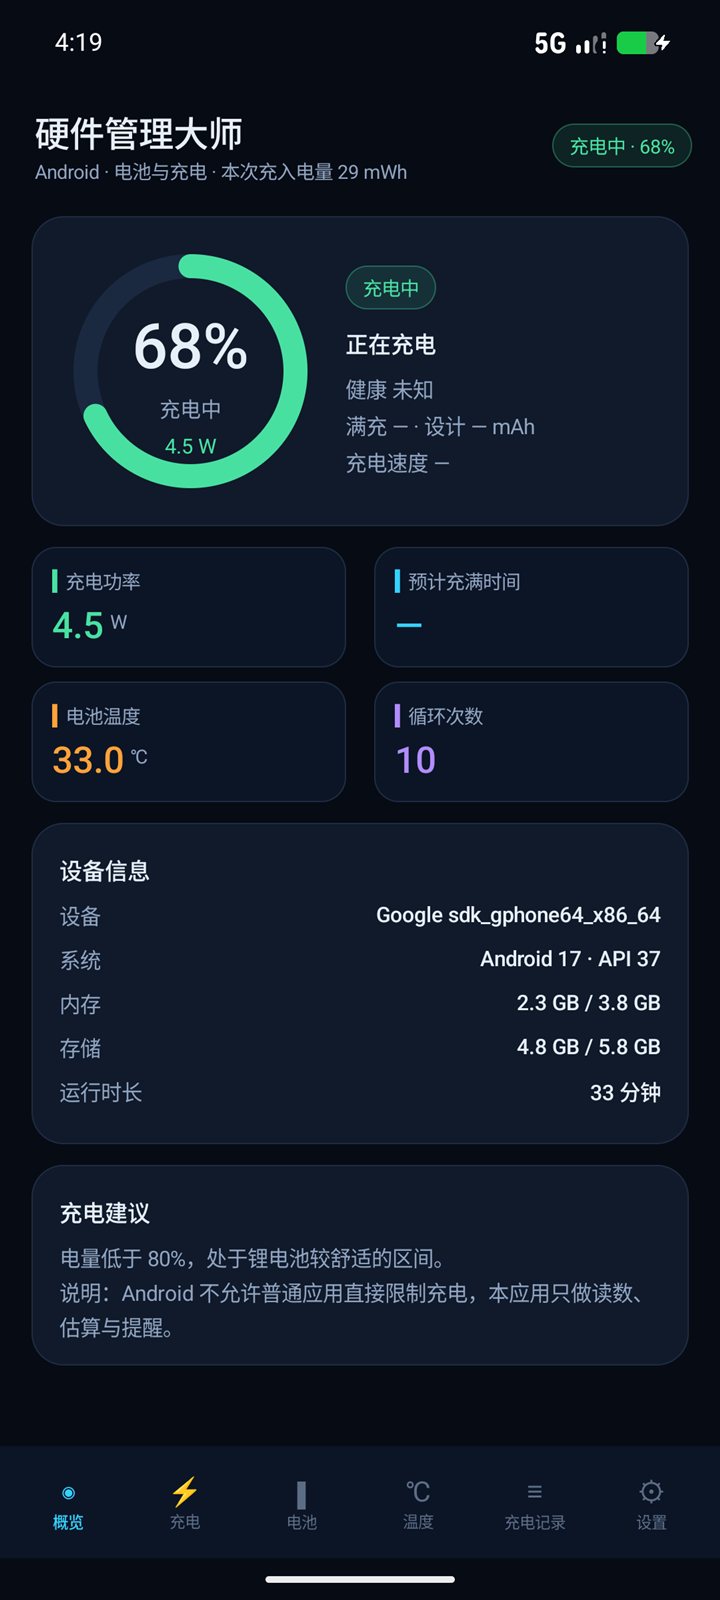 4:19
5G
硬件管理大师
Android · 电池与充电 · 本次充入电量 29 mWh
充电中 · 68%
68%
充电中
4.5 W
充电中
正在充电
健康 未知
满充 — · 设计 — mAh
充电速度 —
充电功率
4.5 W
预计充满时间
—
电池温度
33.0 ℃
循环次数
10
设备信息
设备 Google sdk_gphone64_x86_64
系统 Android 17 · API 37
内存 2.3 GB / 3.8 GB
存储 4.8 GB / 5.8 GB
运行时长 33 分钟
充电建议
电量低于 80%，处于锂电池较舒适的区间。
说明：Android 不允许普通应用直接限制充电，本应用只做读数、
估算与提醒。
℃
概览 充电 电池 温度 充电记录 设置